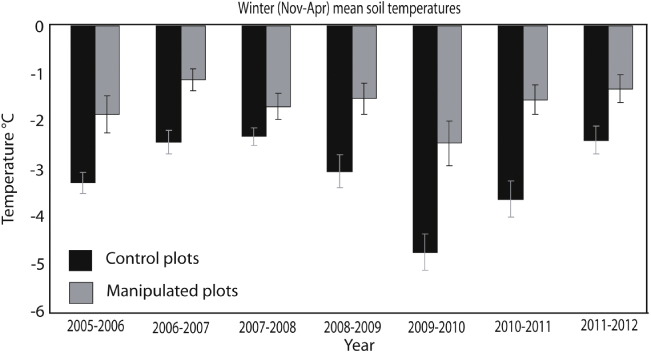 Winter (Nov-Apr) mean soil temperatures
0
-1
-2
-3
-4
-5
-6
Temperature °C
Control plots
Manipulated plots
2005-2006 2006-2007 2007-2008 2008-2009 2009-2010 2010-2011 2011-2012
Year